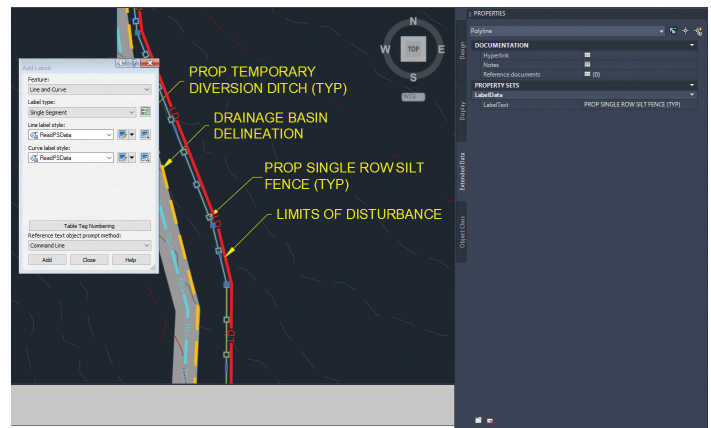 PROPERTIES
Polyline
DOCUMENTATION
Hyperlink
Notes
Reference documents
(0)
PROPERTY SETS
LabelData
LabelText
PROP SINGLE ROW SILT FENCE (TYP)
Design
Display
Extended Data
Object Class
Add Labels
Feature:
Line and Curve
Label type:
Single Segment
Line label style:
ReadPSData
Curve label style:
ReadPSData
Table Tag Numbering
Reference text object prompt method:
Command Line
Add
Close
Help
PROP TEMPORARY
DIVERSION DITCH (TYP)
DRAINAGE BASIN
DELINEATION
PROP SINGLE ROW SILT
FENCE (TYP)
LIMITS OF DISTURBANCE
N
W
TOP
E
S
WCS
LD
LD
LD